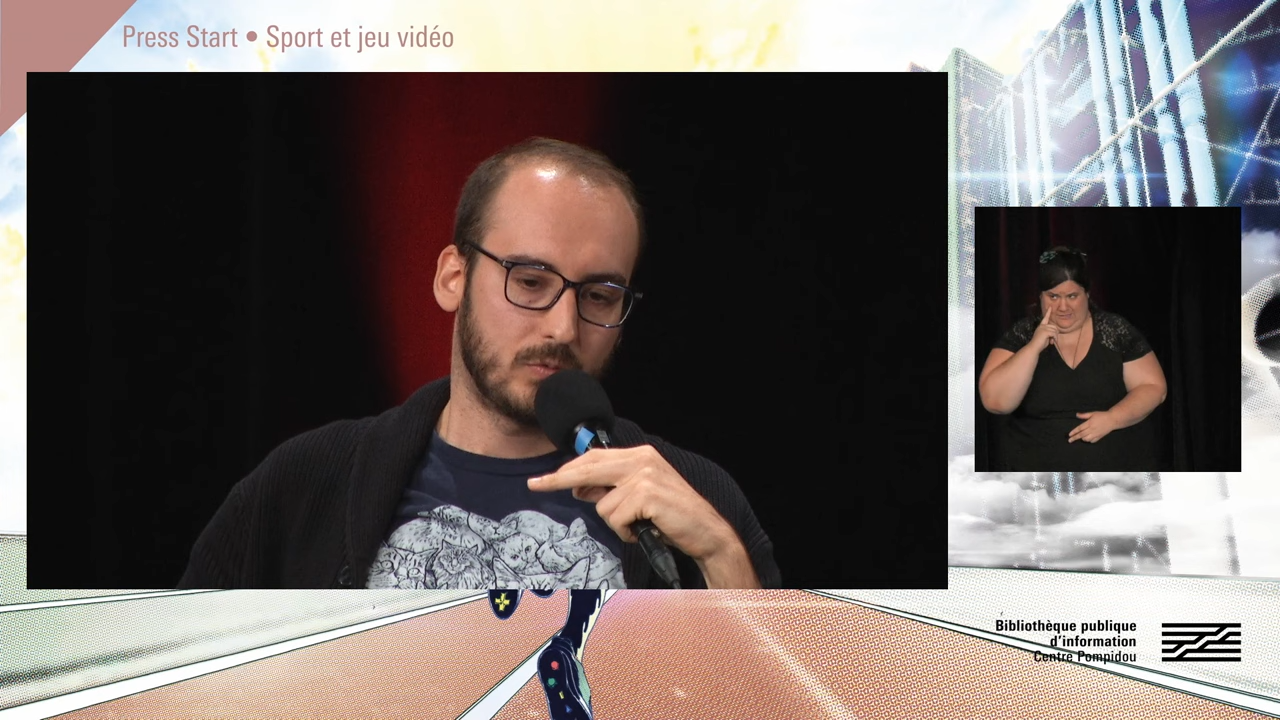 Press Start • Sport et jeu vidéo
Bibliothèque publique
d'information
Centre Pompidou